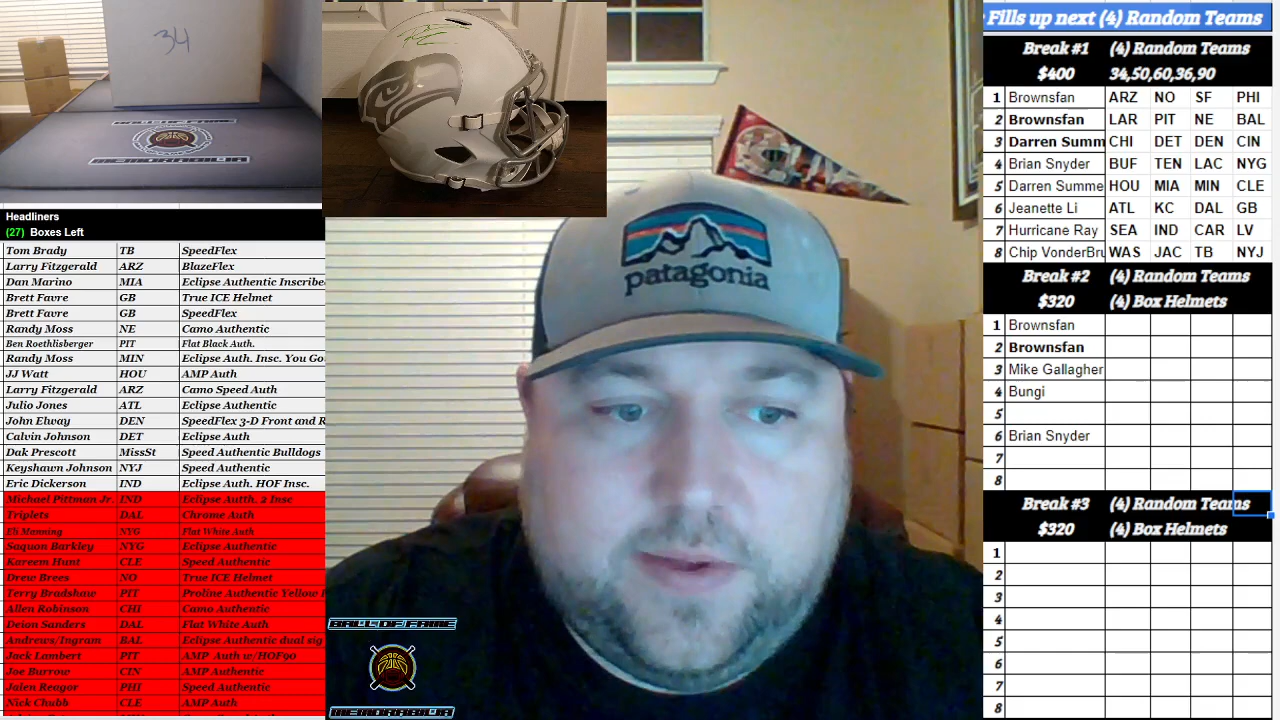 34
Headliners
(27) Boxes Left
Tom Brady TB SpeedFlex
Larry Fitzgerald ARZ BlazeFlex
Dan Marino MIA Eclipse Authentic Inscribe
Brett Favre GB True ICE Helmet
Brett Favre GB SpeedFlex
Randy Moss NE Camo Authentic
Ben Roethlisberger PIT Flat Black Auth.
Randy Moss MIN Eclipse Auth. Insc. You Go
JJ Watt HOU AMP Auth
Larry Fitzgerald ARZ Camo Speed Auth
Julio Jones ATL Eclipse Authentic
John Elway DEN SpeedFlex 3-D Front and R
Calvin Johnson DET Eclipse Auth
Dak Prescott MissSt Speed Authentic Bulldogs
Keyshawn Johnson NYJ Speed Authentic
Eric Dickerson IND Eclipse Auth. HOF Insc.
Michael Pittman Jr. IND Eclipse Autth. 2 Insc
Triplets DAL Chrome Auth
Eli Manning NYG Flat White Auth
Saquon Barkley NYG Eclipse Authentic
Kareem Hunt CLE Speed Authentic
Drew Brees NO True ICE Helmet
Terry Bradshaw PIT Proline Authentic Yellow
Allen Robinson CHI Camo Authentic
Deion Sanders DAL Flat White Auth
Andrews/Ingram BAL Eclipse Authentic dual sig
Jack Lambert PIT AMP Auth w/HOF90
Joe Burrow CIN AMP Authentic
Jalen Reagor PHI Speed Authentic
Nick Chubb CLE AMP Auth
patagonia
BALL OF FAME
MEMORABILIA
Fills up next (4) Random Teams
Break #1 (4) Random Teams
$400 34,50,60,36,90
1 Brownsfan ARZ NO SF PHI
2 Brownsfan LAR PIT NE BAL
3 Darren Summ CHI DET DEN CIN
4 Brian Snyder BUF TEN LAC NYG
5 Darren Summe HOU MIA MIN CLE
6 Jeanette Li ATL KC DAL GB
7 Hurricane Ray SEA IND CAR LV
8 Chip VonderBru WAS JAC TB NYJ
Break #2 (4) Random Teams
$320 (4) Box Helmets
1 Brownsfan
2 Brownsfan
3 Mike Gallagher
4 Bungi
5
6 Brian Snyder
7
8
Break #3 (4) Random Teams
$320 (4) Box Helmets
1
2
3
4
5
6
7
8